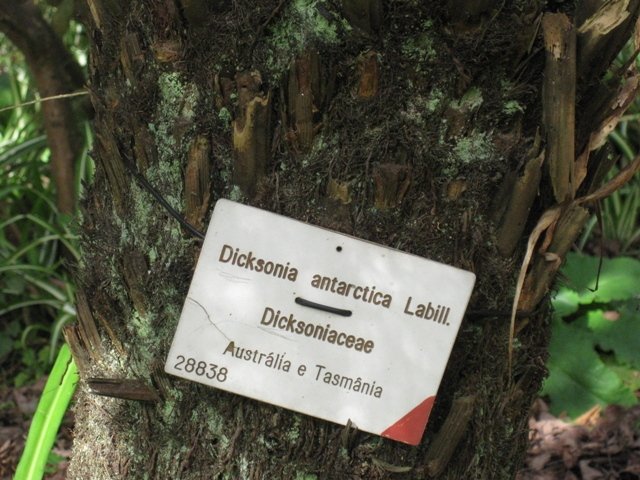 Dicksonia antarctica Labill.
Dicksoniaceae
Austrália e Tasmânia
28838